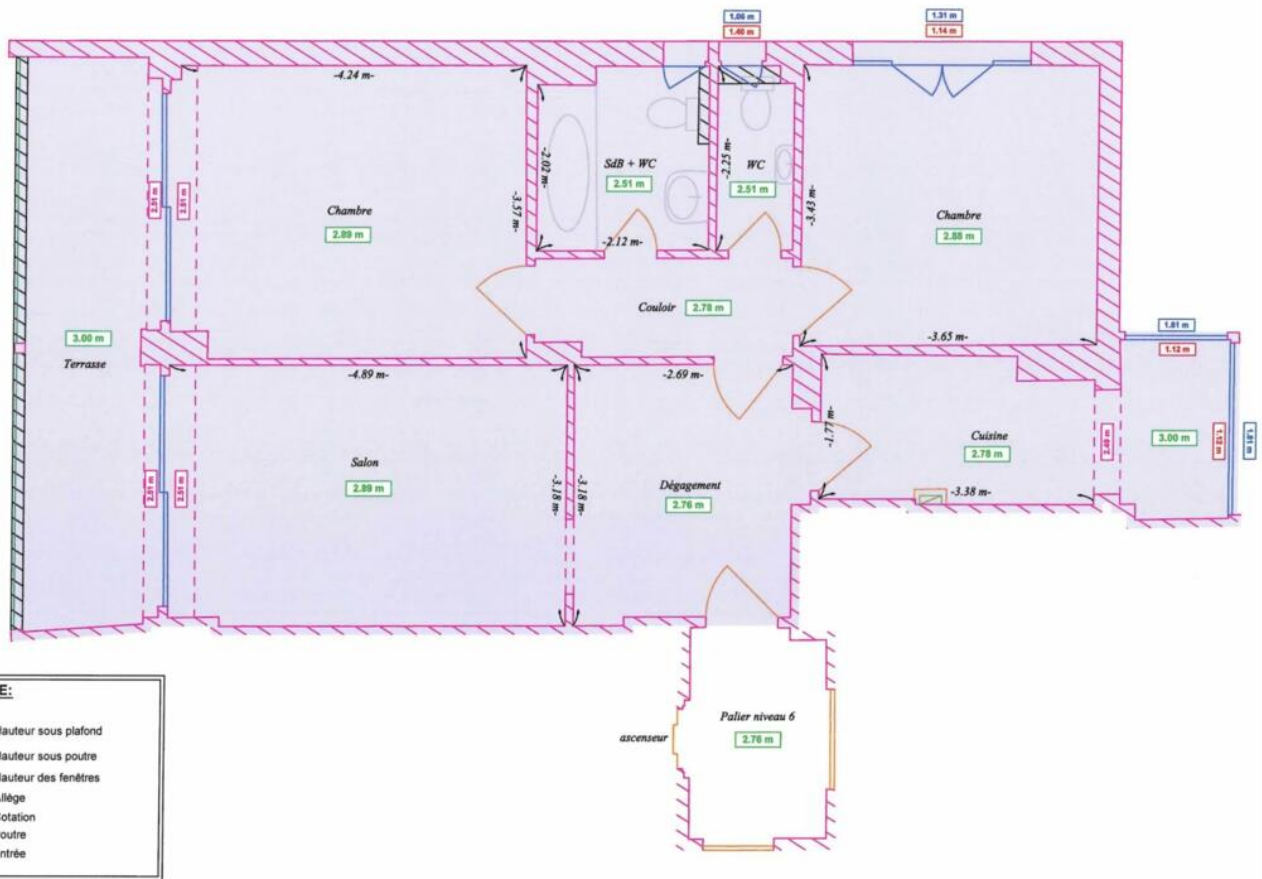 1.06 m
1.40 m
1.31 m
1.14 m
-4.24 m-
-2.02 m-
-3.57 m-
SdB + WC
2.51 m
-2.12 m-
-2.25 m-
WC
2.51 m
-3.43 m-
Chambre
2.89 m
2.51 m
2.51 m
Chambre
2.88 m
Couloir
2.78 m
3.00 m
Terrasse
-4.89 m-
-2.69 m-
-3.65 m-
1.81 m
1.12 m
-1.77 m-
Cuisine
2.78 m
2.49 m
3.00 m
1.12 m
1.81 m
Salon
2.89 m
2.51 m
2.51 m
-3.18 m-
-3.18 m-
Dégagement
2.76 m
-3.38 m-
Palier niveau 6
2.76 m
ascenseur
E:
auteur sous plafond
auteur sous poutre
auteur des fenêtres
llège
otation
outre
ntrée